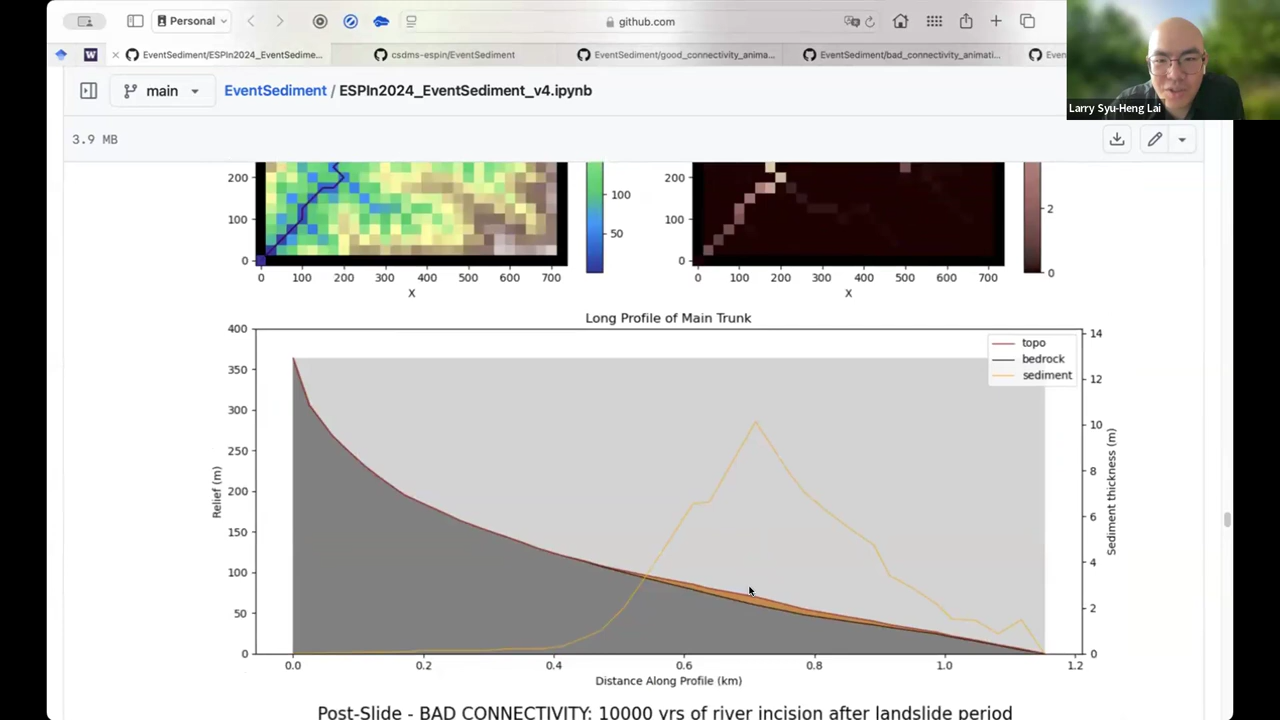 Personal
github.com
W
EventSediment/ESPIn2024_EventSedime...
csdms-espin/EventSediment
EventSediment/good_connectivity_anima...
EventSediment/bad_connectivity_animati...
Even
Larry Syu-Heng Lai
main
EventSediment / ESPIn2024_EventSediment_v4.ipynb
3.9 MB
200
100
0
0 100 200 300 400 500 600 700
X
100
50
200
100
0
0 100 200 300 400 500 600 700
X
2
0
Long Profile of Main Trunk
400
350
300
250
200
150
100
50
0
Relief (m)
topo
bedrock
sediment
14
12
10
8
6
4
2
0
Sediment thickness (m)
0.0 0.2 0.4 0.6 0.8 1.0 1.2
Distance Along Profile (km)
Post-Slide - BAD CONNECTIVITY: 10000 yrs of river incision after landslide period